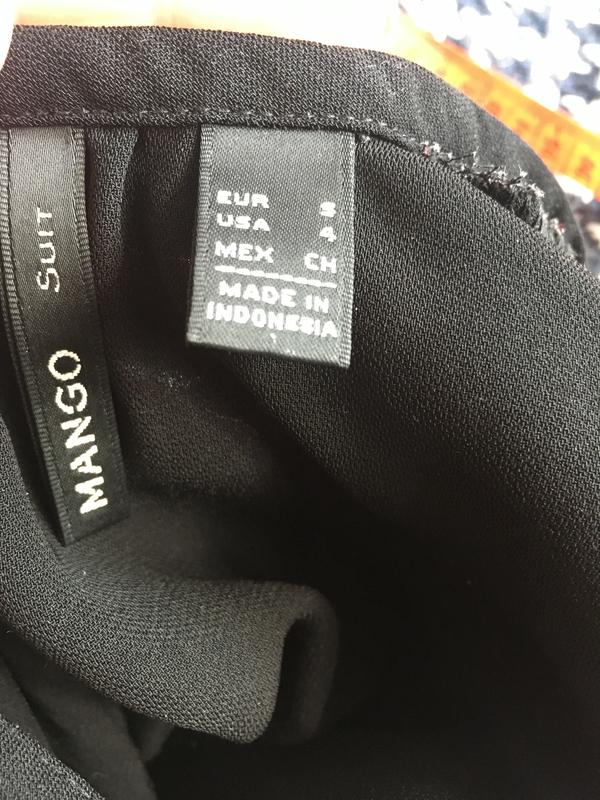 MANGO SUIT
EUR S
USA 4
MEX CH
MADE IN
INDONESIA